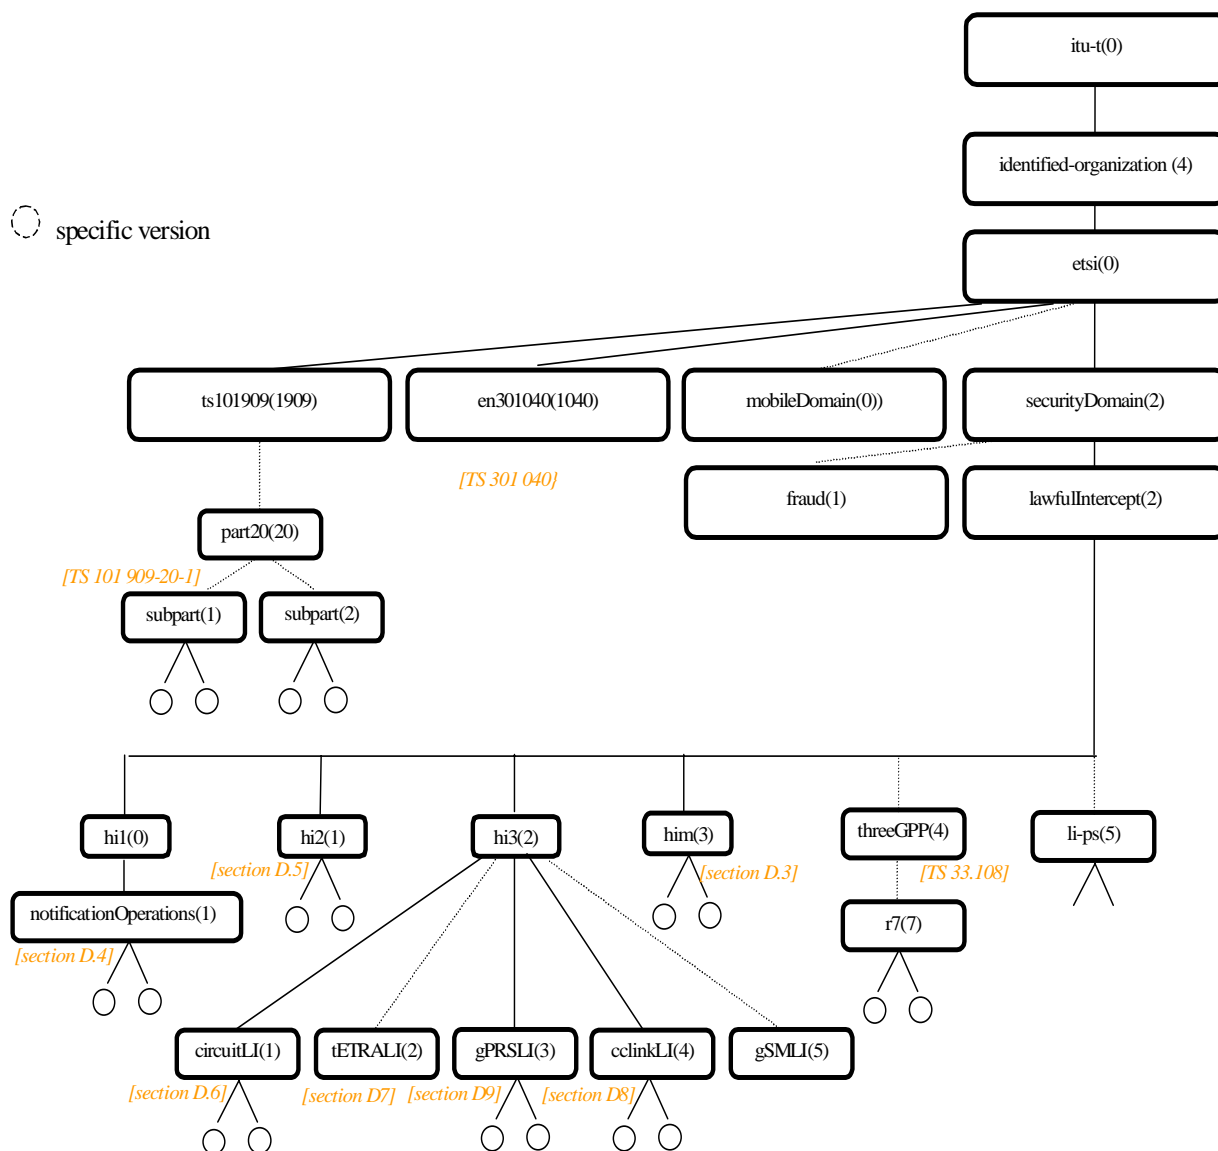 itu-t(0)
identified-organization (4)
specific version
etsi(0)
ts101909(1909)
en301040(1040)
mobileDomain(0))
securityDomain(2)
[TS 301 040}
fraud(1)
lawfulIntercept(2)
part20(20)
[TS 101 909-20-1]
subpart(1)
subpart(2)
hi1(0)
hi2(1)
hi3(2)
him(3)
threeGPP(4)
li-ps(5)
[section D.5]
[section D.3]
[TS 33.108]
notificationOperations(1)
r7(7)
[section D.4]
circuitLI(1)
tETRALI(2)
gPRSLI(3)
cclinkLI(4)
gSMLI(5)
[section D.6]
[section D7]
[section D9]
[section D8]